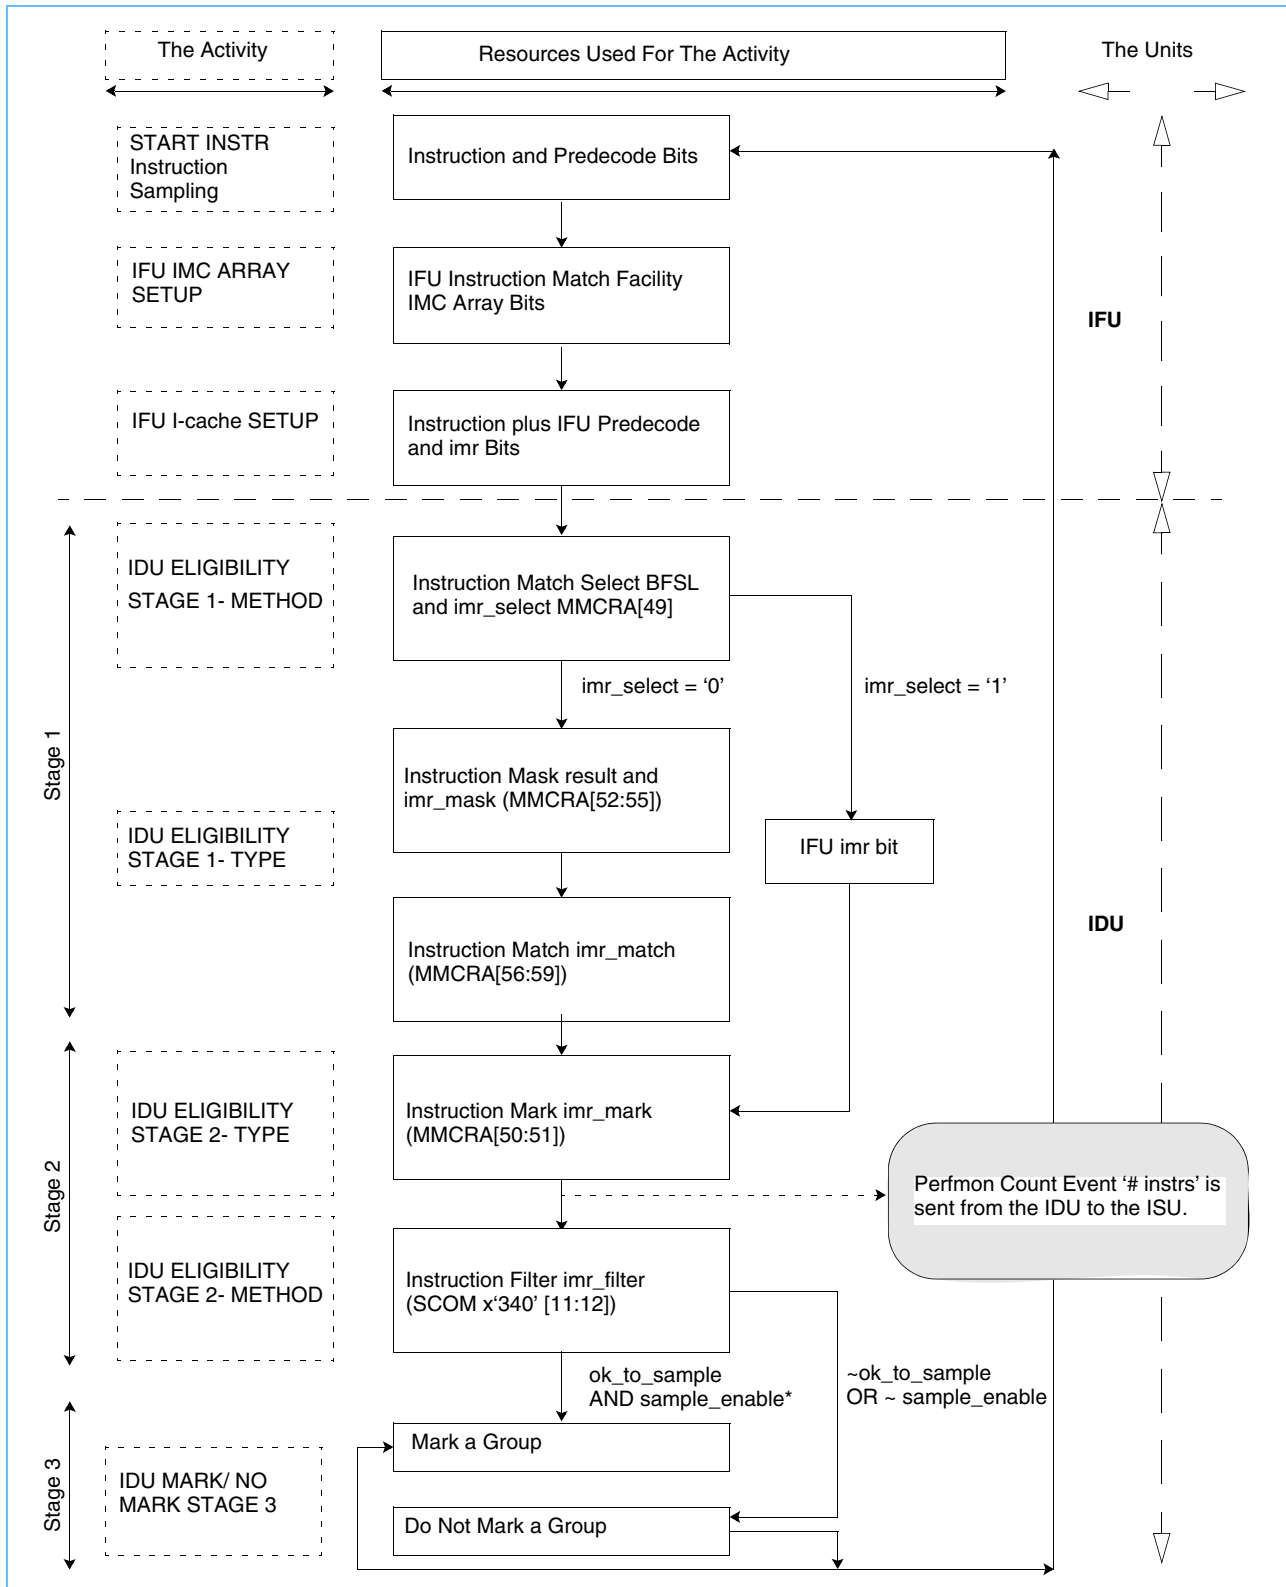 The Activity
Resources Used For The Activity
The Units
START INSTR
Instruction
Sampling
Instruction and Predecode Bits
IFU IMC ARRAY
SETUP
IFU Instruction Match Facility
IMC Array Bits
IFU
IFU I-cache SETUP
Instruction plus IFU Predecode
and imr Bits
IDU ELIGIBILITY
STAGE 1- METHOD
Instruction Match Select BFSL
and imr_select MMCRA[49]
imr_select = ‘0’
imr_select = ‘1’
Stage 1
Instruction Mask result and
imr_mask (MMCRA[52:55])
IDU ELIGIBILITY
STAGE 1- TYPE
IFU imr bit
IDU
Instruction Match imr_match
(MMCRA[56:59])
IDU ELIGIBILITY
STAGE 2- TYPE
Instruction Mark imr_mark
(MMCRA[50:51])
Stage 2
Perfmon Count Event ‘# instrs’ is
sent from the IDU to the ISU.
IDU ELIGIBILITY
STAGE 2- METHOD
Instruction Filter imr_filter
(SCOM x‘340’ [11:12])
ok_to_sample
AND sample_enable*
~ok_to_sample
OR ~ sample_enable
Stage 3
Mark a Group
IDU MARK/ NO
MARK STAGE 3
Do Not Mark a Group